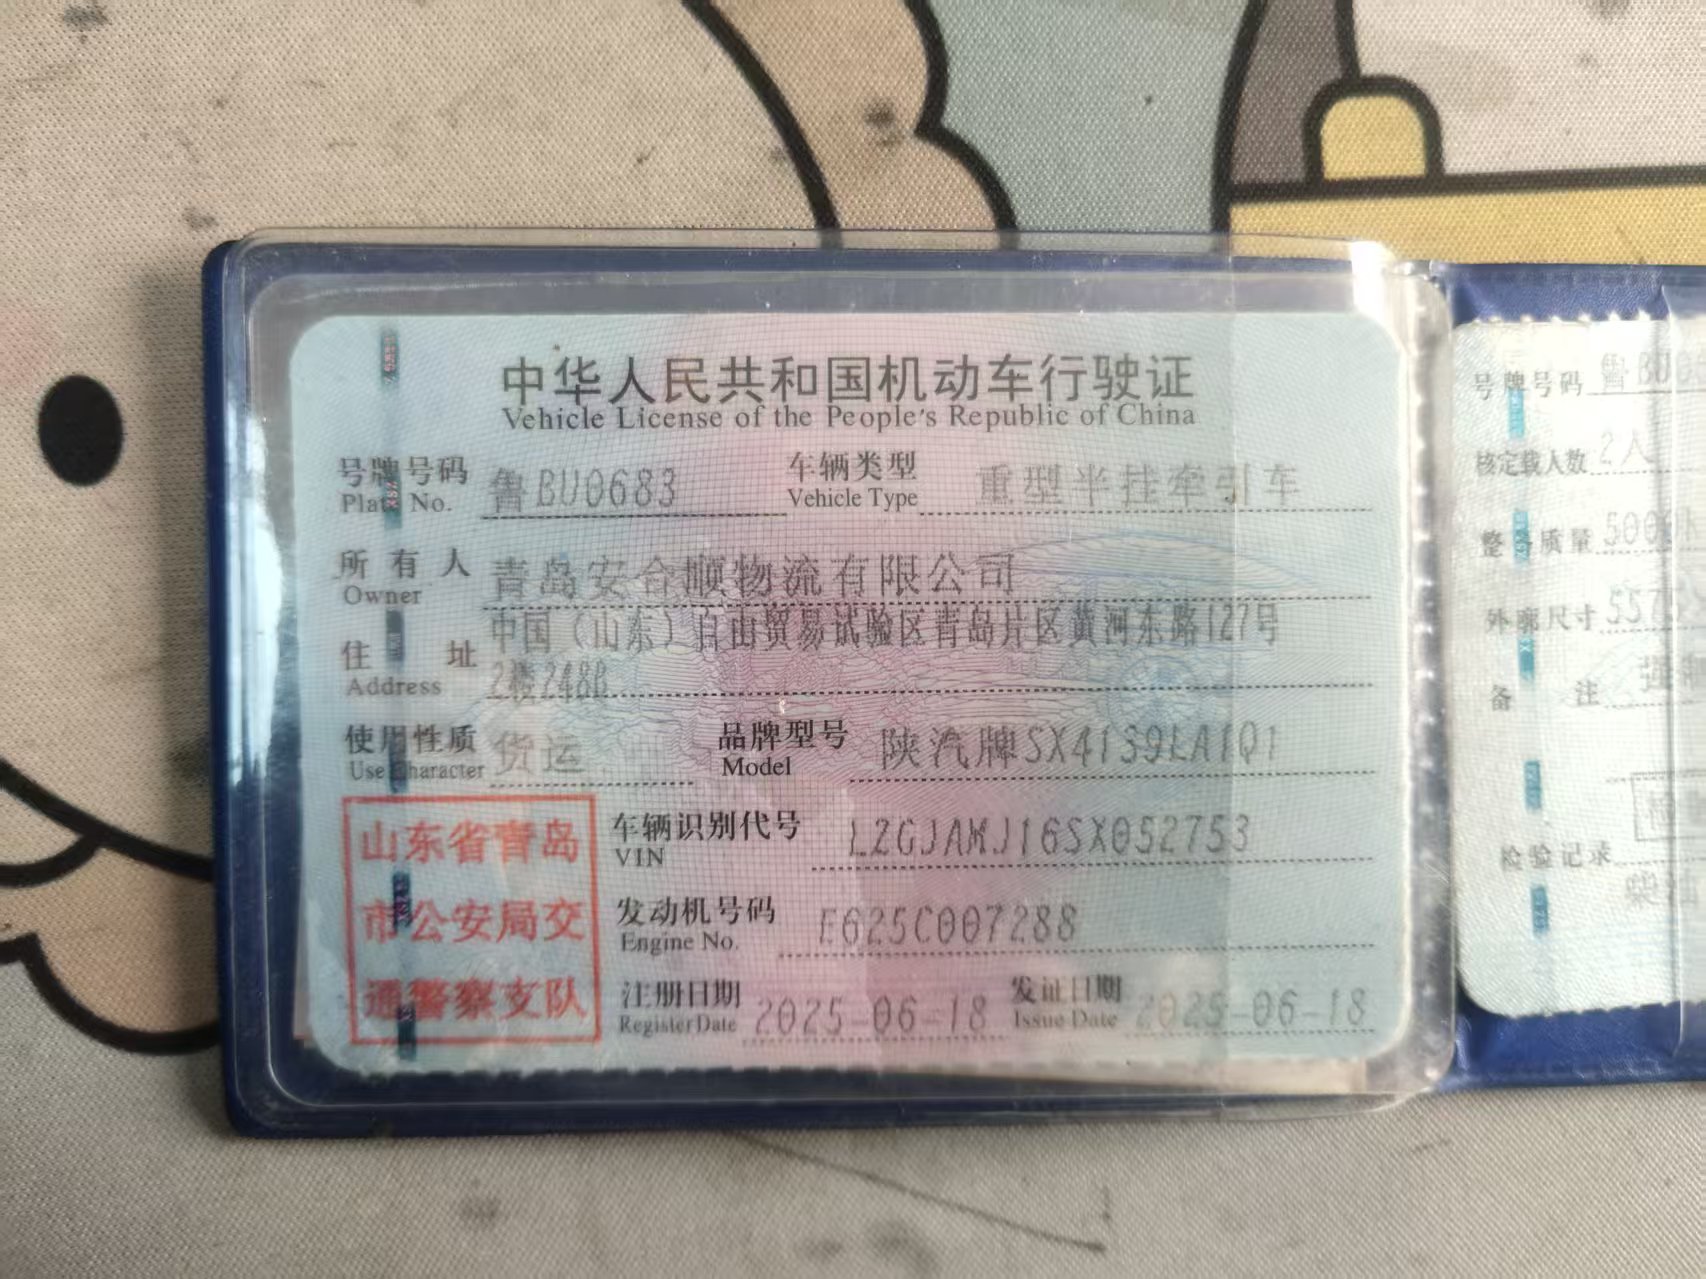 中华人民共和国机动车行驶证
Vehicle License of the People's Republic of China
号牌号码 鲁BU0683 车辆类型 重型半挂牵引车
Plate No. Vehicle Type
所有人 青岛安合顺物流有限公司
Owner
中国(山东)自由贸易试验区青岛片区黄河东路127号
住址 2楼248B
Address
使用性质 货运 品牌型号 陕汽牌SX4139LA1Q1
Use Character Model
山东省青岛
市公安局交
通警察支队
车辆识别代号 LZGJAMJ16SX052753
VIN
发动机号码 E025C007288
Engine No.
注册日期 2025-06-18 发证日期 2025-06-18
Register Date Issue Date
号牌号码 鲁BU0
核定载人数 2人
整备质量 500
外廓尺寸 557
备注
检验记录
柴油